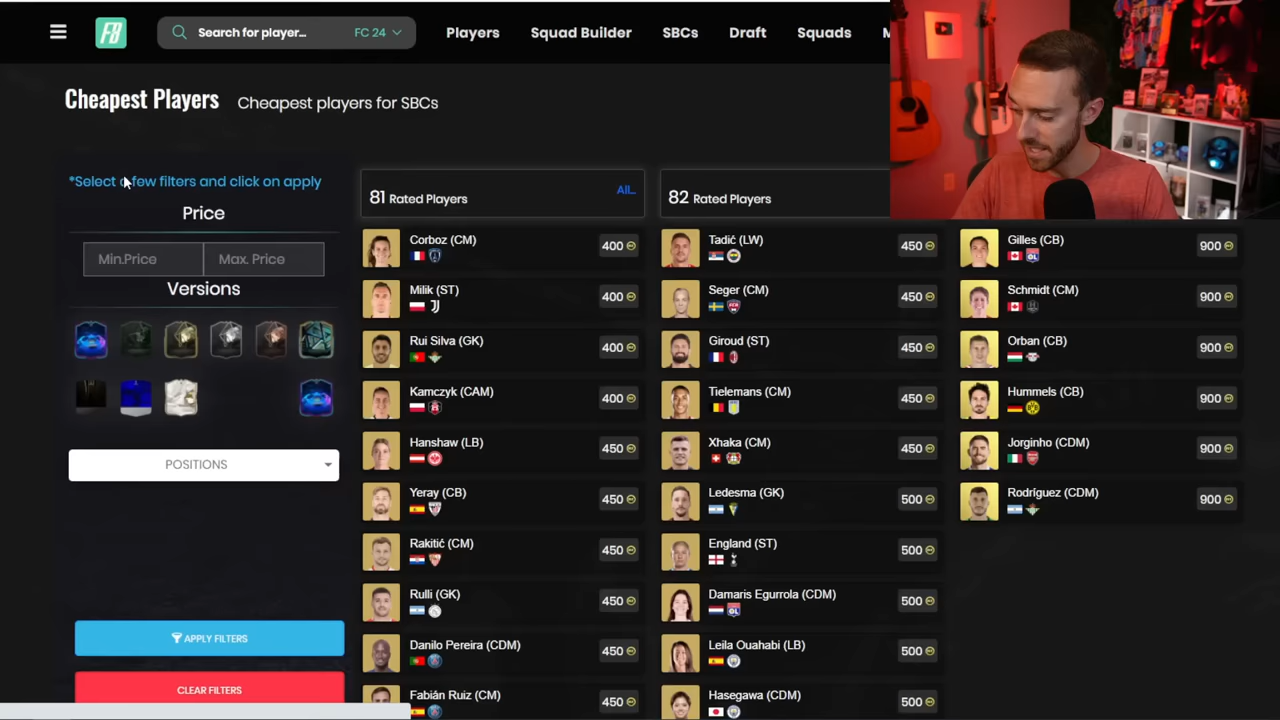 FB
Search for player...
FC 24
Players
Squad Builder
SBCs
Draft
Squads
Cheapest Players
Cheapest players for SBCs
*Select a few filters and click on apply
Price
Min.Price
Max. Price
Versions
POSITIONS
APPLY FILTERS
CLEAR FILTERS
81 Rated Players
All...
Corboz (CM)
400
Milik (ST)
400
Rui Silva (GK)
400
Kamczyk (CAM)
400
Hanshaw (LB)
450
Yeray (CB)
450
Rakitić (CM)
450
Rulli (GK)
450
Danilo Pereira (CDM)
450
Fabián Ruiz (CM)
450
82 Rated Players
Tadić (LW)
450
Seger (CM)
450
Giroud (ST)
450
Tielemans (CM)
450
Xhaka (CM)
450
Ledesma (GK)
500
England (ST)
500
Damaris Egurrola (CDM)
500
Leila Ouahabi (LB)
500
Hasegawa (CDM)
500
Gilles (CB)
900
Schmidt (CM)
900
Orban (CB)
900
Hummels (CB)
900
Jorginho (CDM)
900
Rodríguez (CDM)
900